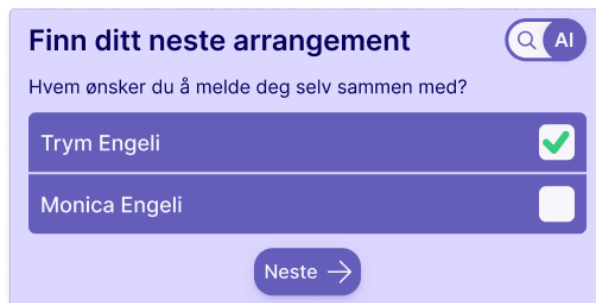 Finn ditt neste arrangement
AI
Hvem ønsker du å melde deg selv sammen med?
Trym Engeli
Monica Engeli
Neste